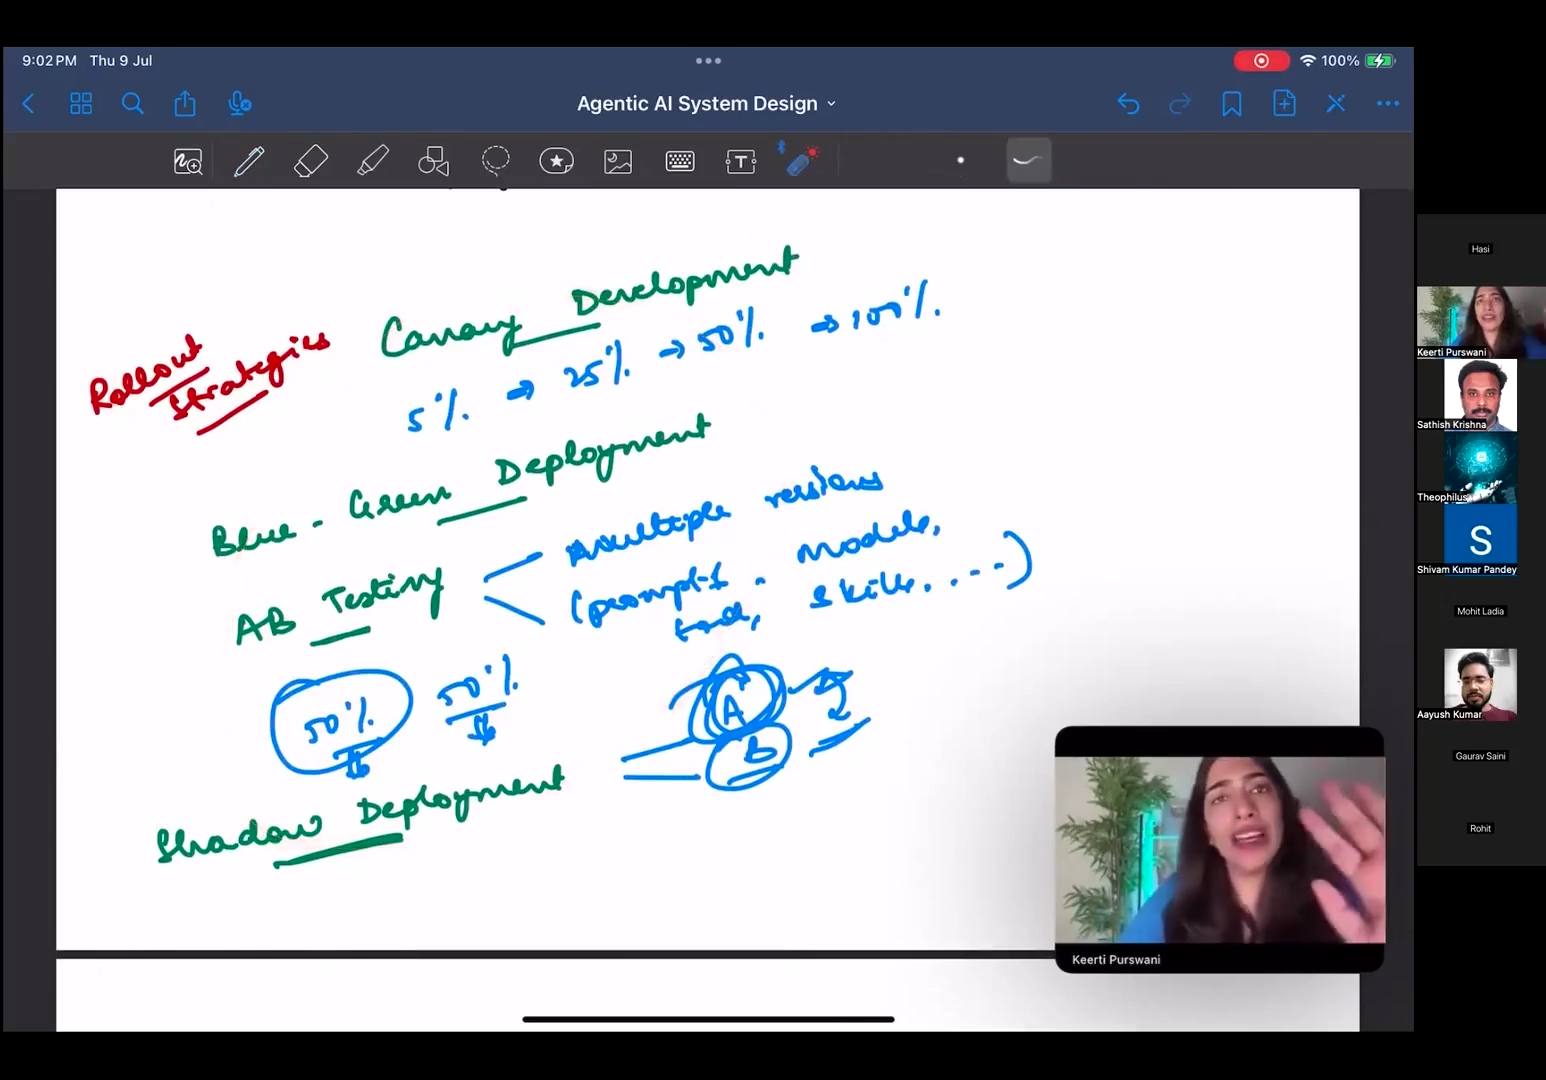 9:02 PM Thu 9 Jul
100%
Agentic AI System Design
T
Rollout Strategies
Canary Development
5% → 25% → 50% → 100%.
Blue - Green Deployment
AB Testing
Multiple versions
(prompts. Models,
tools, skills, . . . .)
50%. 50%.
A
B
Shadow Deployment
Keerti Purswani
Hasi
Keerti Purswani
Sathish Krishna
Theophilus
S
Shivam Kumar Pandey
Mohit Ladia
Aayush Kumar
Gaurav Saini
Rohit